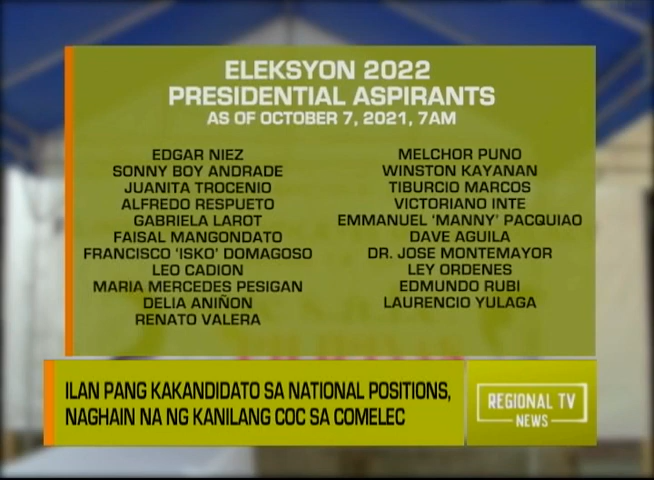 ELEKSYON 2022
PRESIDENTIAL ASPIRANTS
AS OF OCTOBER 7, 2021, 7AM
EDGAR NIEZ
SONNY BOY ANDRADE
JUANITA TROCENIO
ALFREDO RESPUETO
GABRIELA LAROT
FAISAL MANGONDATO
FRANCISCO 'ISKO' DOMAGOSO
LEO CADION
MARIA MERCEDES PESIGAN
DELIA ANIÑON
RENATO VALERA
MELCHOR PUNO
WINSTON KAYANAN
TIBURCIO MARCOS
VICTORIANO INTE
EMMANUEL 'MANNY' PACQUIAO
DAVE AGUILA
DR. JOSE MONTEMAYOR
LEY ORDENES
EDMUNDO RUBI
LAURENCIO YULAGA
ILAN PANG KAKANDIDATO SA NATIONAL POSITIONS,
NAGHAIN NA NG KANILANG COC SA COMELEC
REGIONAL TV
NEWS